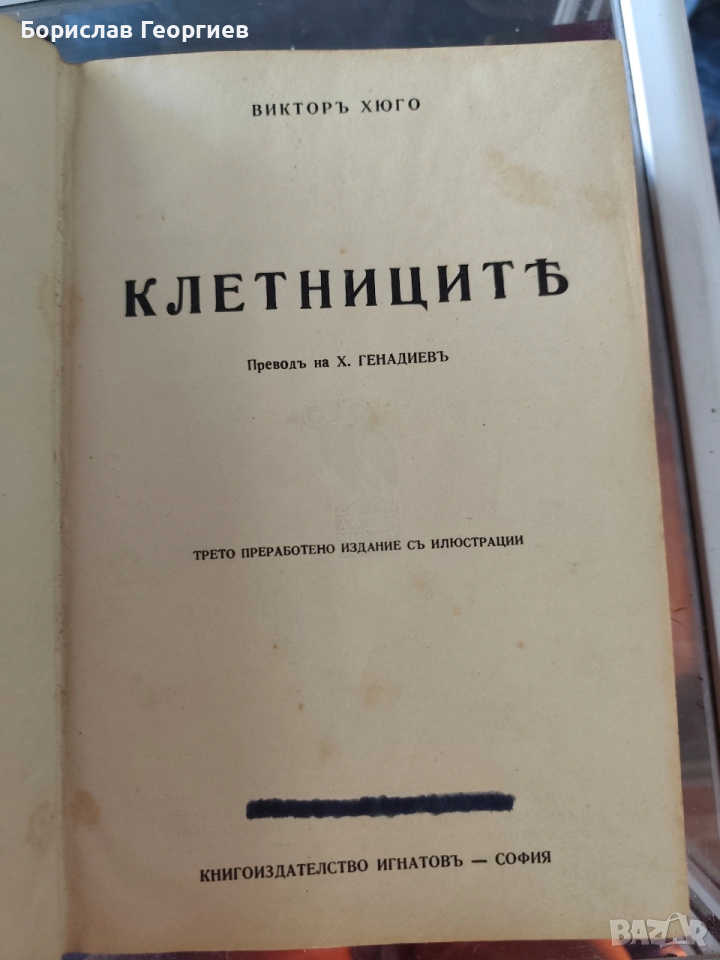 Борислав Георгиев
ВИКТОРЪ ХЮГО
КЛЕТНИЦИТѢ
Преводъ на Х. ГЕНАДИЕВЪ
ТРЕТО ПРЕРАБОТЕНО ИЗДАНИЕ СЪ ИЛЮСТРАЦИИ
КНИГОИЗДАТЕЛСТВО ИГНАТОВЪ — СОФИЯ
BAZAR